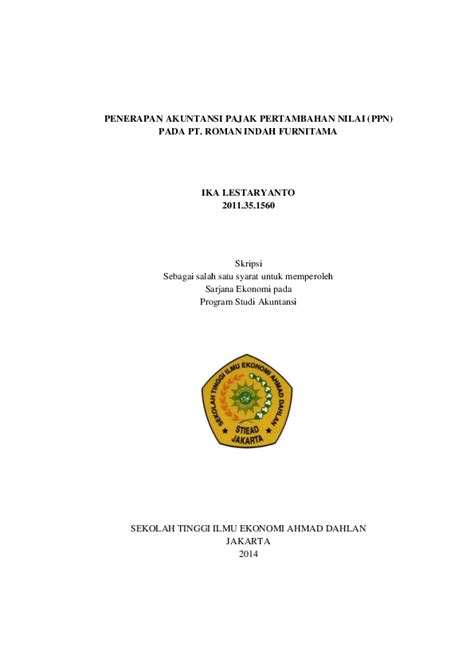 PENERAPAN AKUNTANSI PAJAK PERTAMBAHAN NILAI (PPN)
PADA PT. ROMAN INDAH FURNITAMA
IKA LESTARYANTO
2011.35.1560
Skripsi
Sebagai salah satu syarat untuk memperoleh
Sarjana Ekonomi pada
Program Studi Akuntansi
SEKOLAH TINGGI ILMU EKONOMI AHMAD DAHLAN
STIEAD
JAKARTA
SEKOLAH TINGGI ILMU EKONOMI AHMAD DAHLAN
JAKARTA
2014